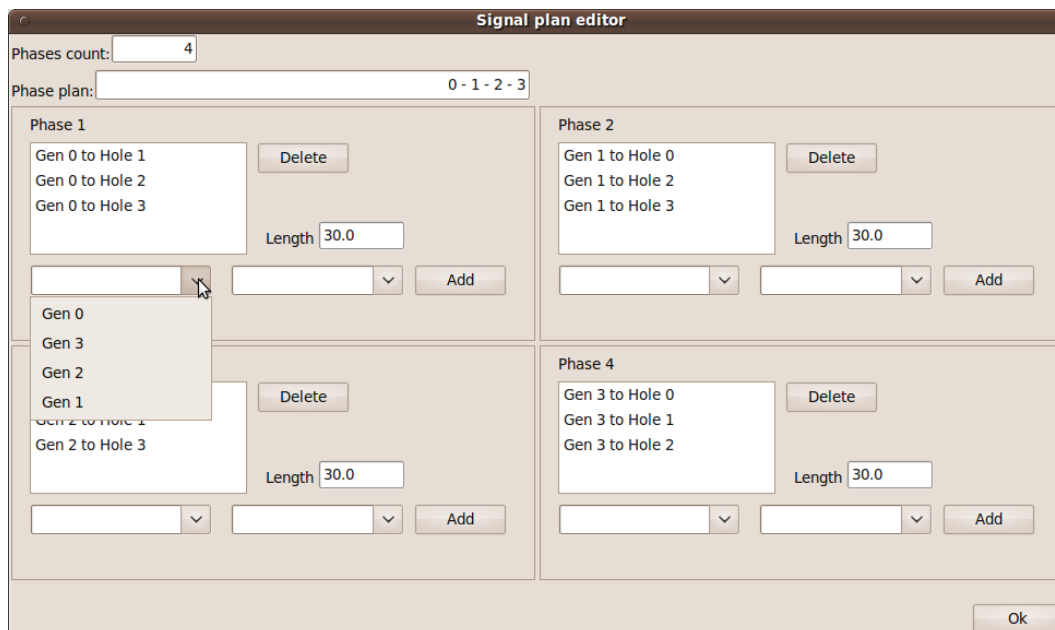 Signal plan editor
Phases count: 4
Phase plan: 0 - 1 - 2 - 3
Phase 1
Gen 0 to Hole 1
Gen 0 to Hole 2
Gen 0 to Hole 3
Delete
Length 30.0
Add
Gen 0
Gen 3
Gen 2
Gen 1
Phase 2
Gen 1 to Hole 0
Gen 1 to Hole 2
Gen 1 to Hole 3
Delete
Length 30.0
Add
Gen 2 to Hole 1
Gen 2 to Hole 3
Delete
Length 30.0
Add
Phase 4
Gen 3 to Hole 0
Gen 3 to Hole 1
Gen 3 to Hole 2
Delete
Length 30.0
Add
Ok